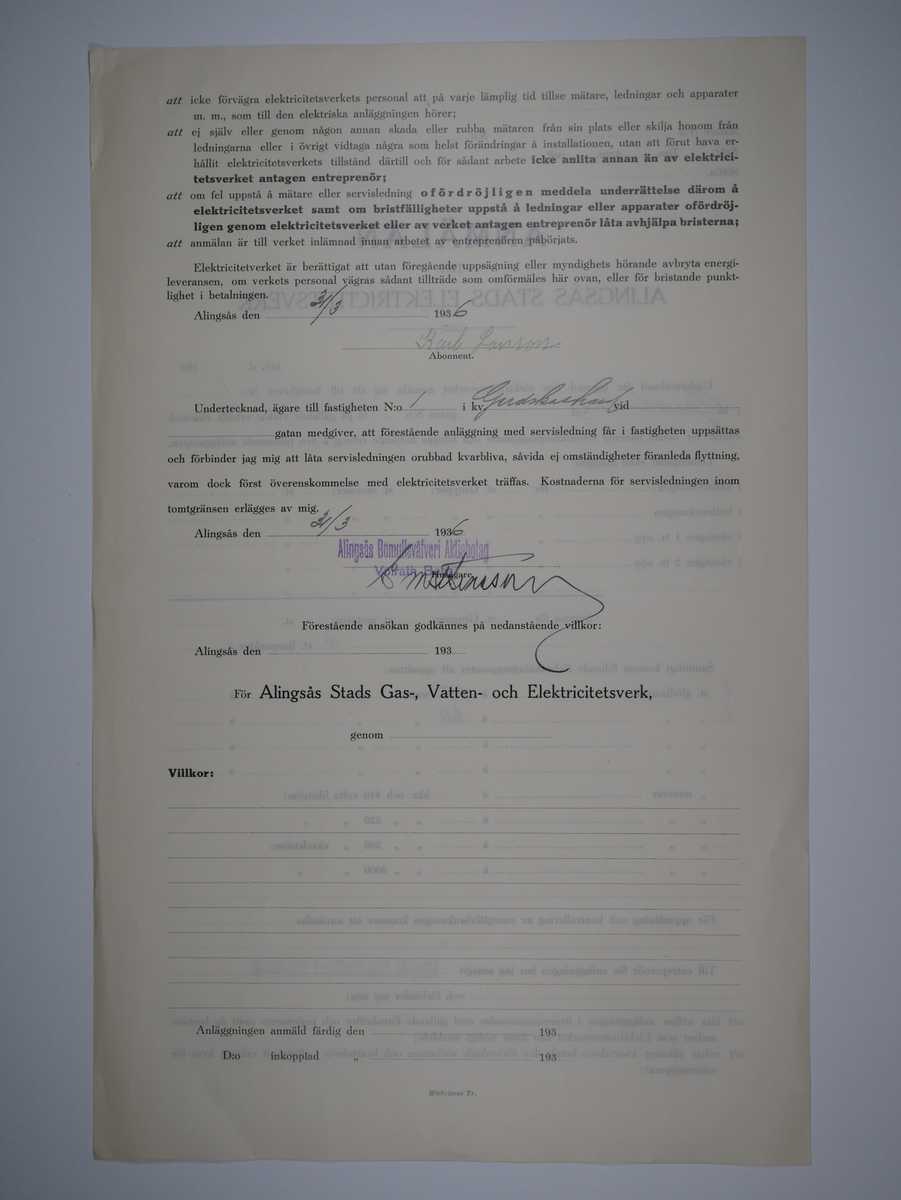 att icke förvägra elektricitetsverkets personal att på varje lämplig tid tillse mätare, ledningar och apparater
m. m., som till den elektriska anläggningen hörer;
att ej själv eller genom någon annan skada eller rubba mätaren från sin plats eller skilja honom från
ledningarna eller i övrigt vidtaga några som helst förändringar å installationen, utan att förut hava er-
hållit elektricitetsverkets tillstånd därtill och för sådant arbete icke anlita annan än av elektrici-
tetsverket antagen entreprenör;
att om fel uppstå å mätare eller servisledning ofördröjligen meddela underrättelse därom å
elektricitetsverket samt om bristfälligheter uppstå å ledningar eller apparater ofördröj-
ligen genom elektricitetsverket eller av verket antagen entreprenör låta avhjälpa bristerna;
att anmälan är till verket inlämnad innan arbetet av entreprenören påbörjats.
Elektricitetverket är berättigat att utan föregående uppsägning eller myndighets hörande avbryta energi-
leveransen, om verkets personal vägras sådant tillträde som omförmäles här ovan, eller för bristande punkt-
lighet i betalningen.
Alingsås den 31/3 1936
Karl Larsson
Abonnent.
Undertecknad, ägare till fastigheten N:o 1 i kv. vid
gatan medgiver, att förestående anläggning med servisledning får i fastigheten uppsättas
och förbinder jag mig att låta servisledningen orubbad kvarbliva, såvida ej omständigheter föranleda flyttning,
varom dock först överenskommelse med elektricitetsverket träffas. Kostnaderna för servisledningen inom
tomtgränsen erlägges av mig.
Alingsås den 31/3 1936
Alingsås Bomullsväfveri Aktiebolag
Husägare.
Förestående ansökan godkännes på nedanstående villkor:
Alingsås den 193
För Alingsås Stads Gas-, Vatten- och Elektricitetsverk,
genom
Villkor:
Anläggningen anmäld färdig den 193
D:o inkopplad „ 193
Michelsens Tr.